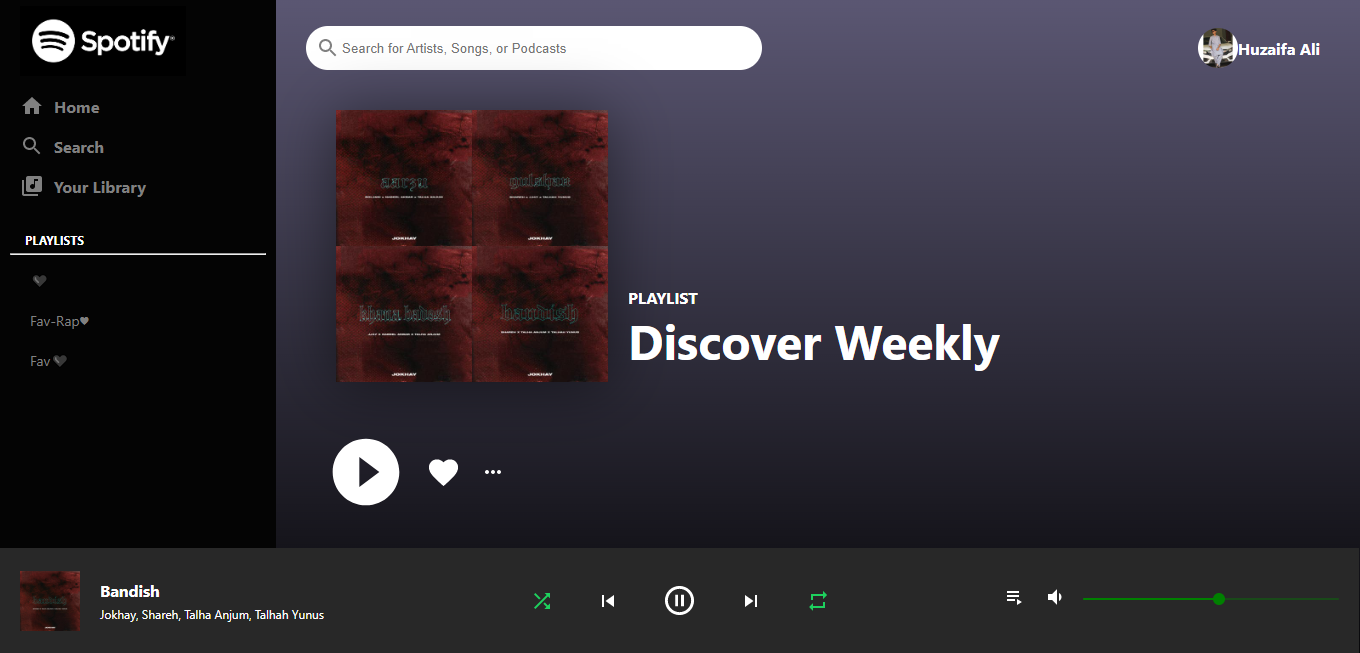 Spotify
Home
Search
Your Library
PLAYLISTS
Fav-Rap🖤
Fav 🖤
Search for Artists, Songs, or Podcasts
Huzaifa Ali
aarzu
gulshan
JOKHAY
JOKHAY
khana badosh
bandish
JOKHAY
JOKHAY
PLAYLIST
Discover Weekly
Bandish
Jokhay, Shareh, Talha Anjum, Talhah Yunus